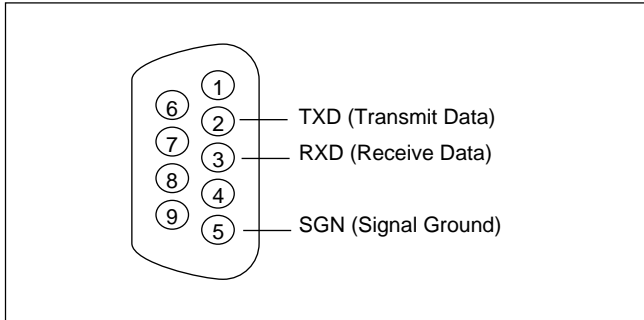 1
6
2 TXD (Transmit Data)
7
3 RXD (Receive Data)
8
4
9
5 SGN (Signal Ground)